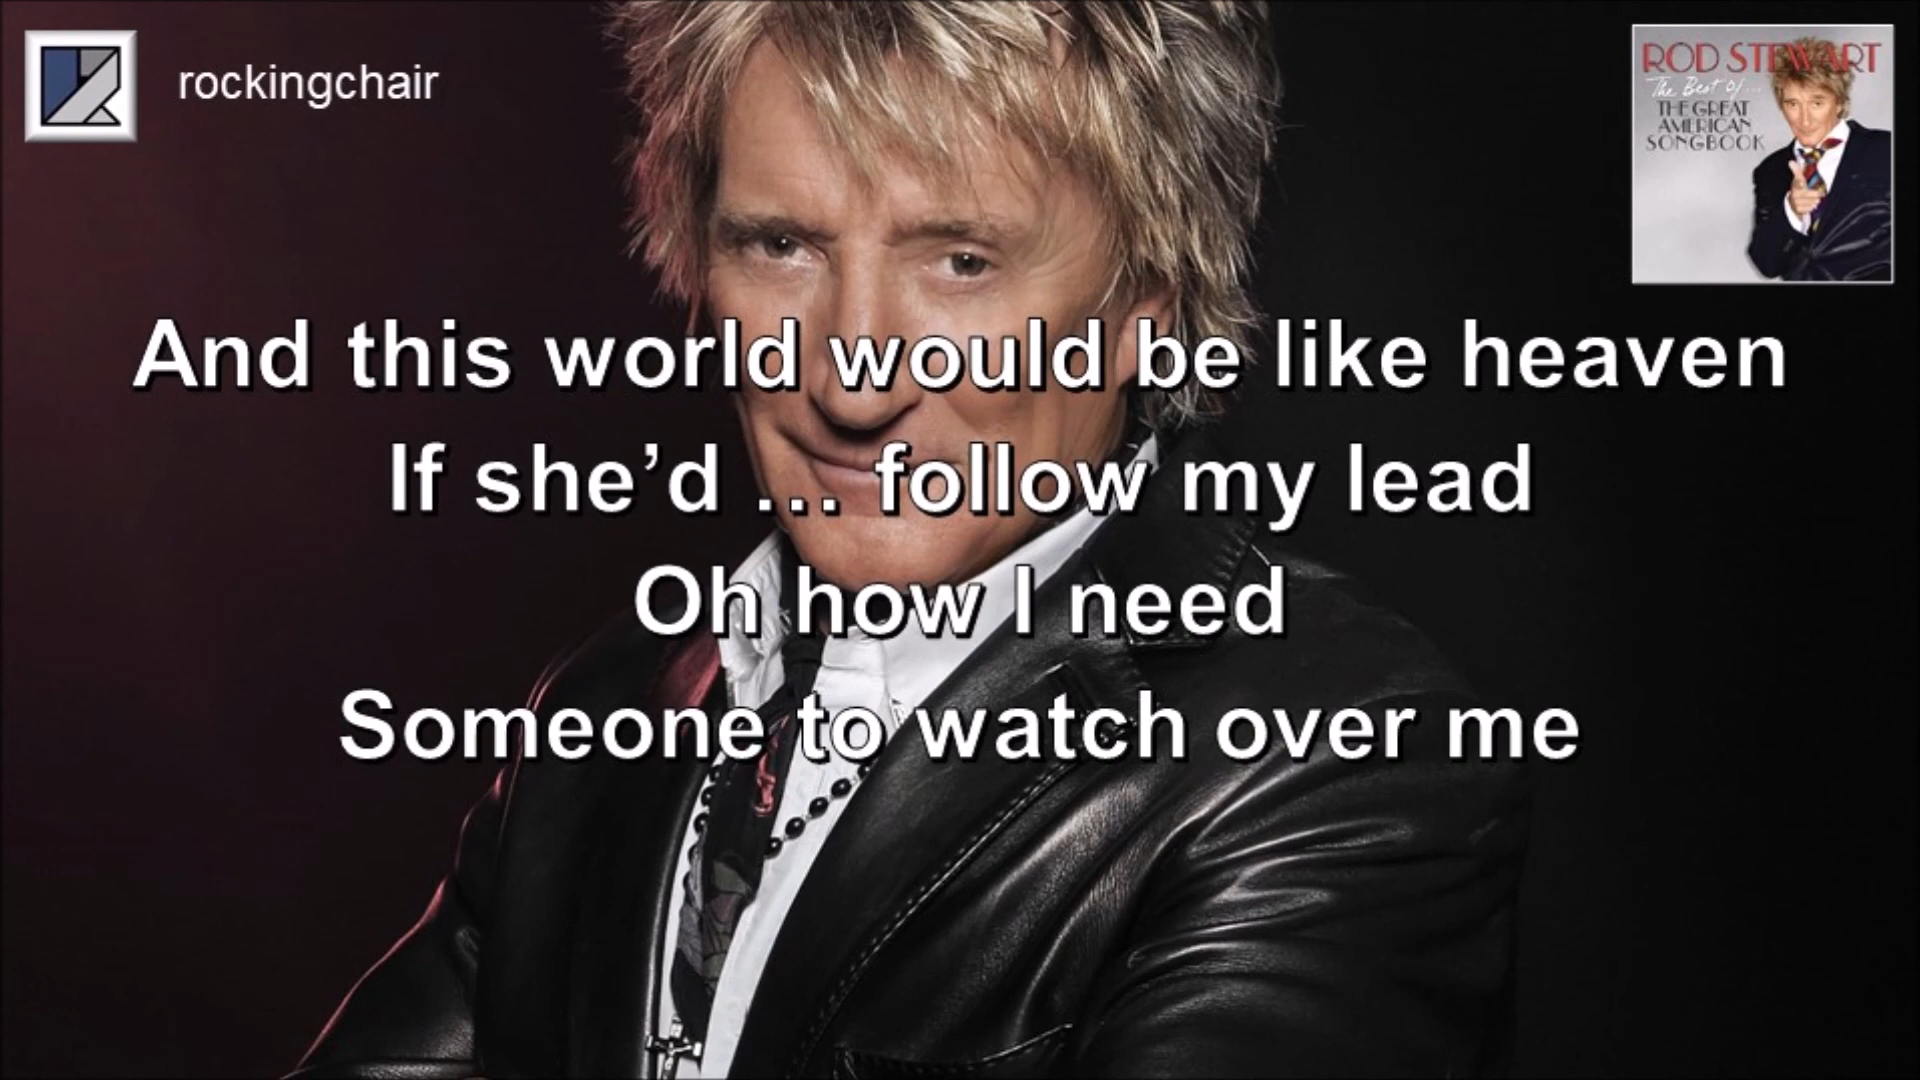 rockingchair
ROD STEWART
The Best of...
THE GREAT
AMERICAN
SONGBOOK
And this world would be like heaven
If she’d ... follow my lead
Oh how I need
Someone to watch over me